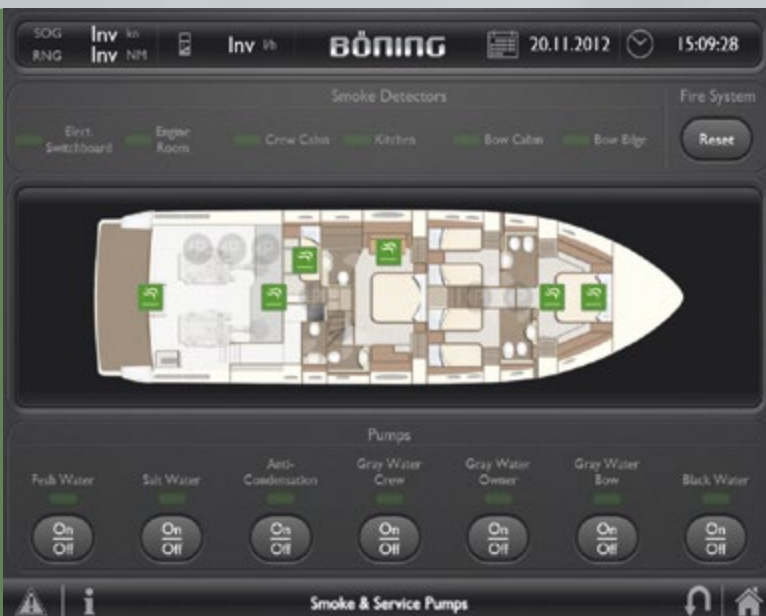 SOG Inv kn
RNG Inv NM
Inv l/h
BÖNING
20.11.2012
15:09:28
Smoke Detectors
Fire System
Elect. Switchboard
Engine Room
Crew Cabin
Kitchen
Bow Cabin
Bow Bilge
Reset
Pumps
Fesh Water
Salt Water
Anti-
Condensation
Gray Water
Crew
Gray Water
Owner
Gray Water
Bow
Black Water
On
Off
On
Off
On
Off
On
Off
On
Off
On
Off
On
Off
Smoke & Service Pumps